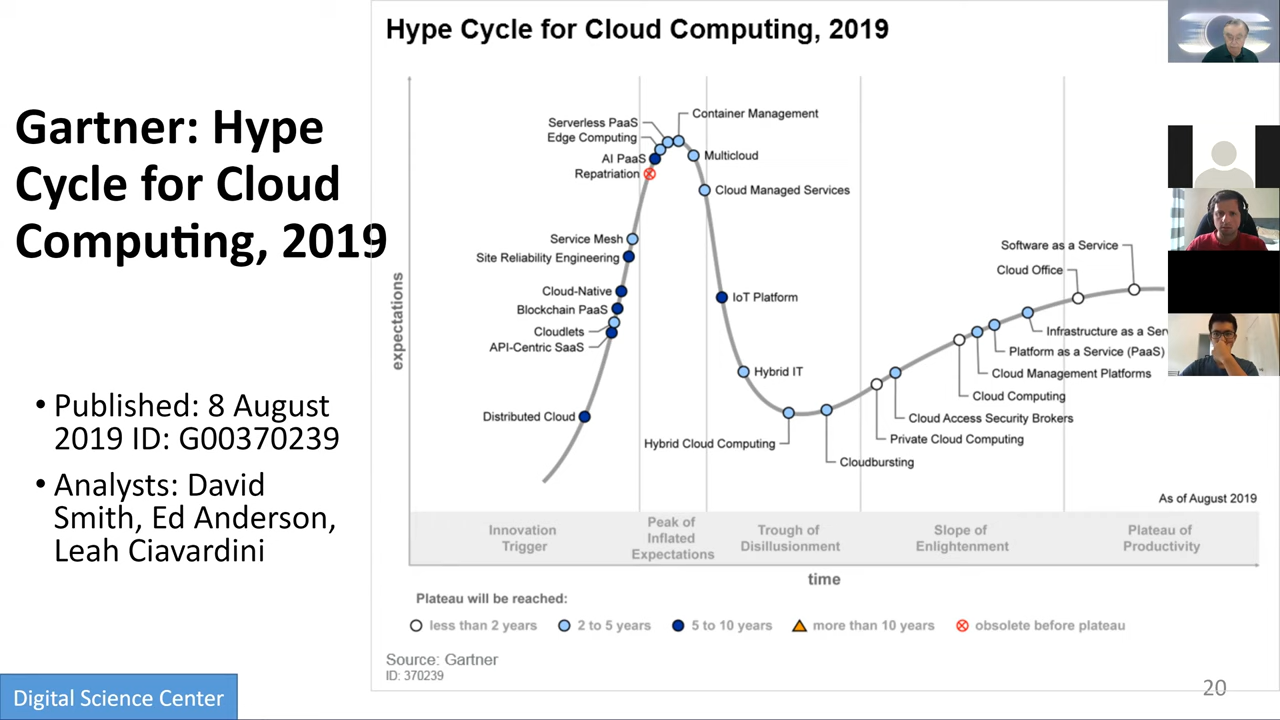 Gartner: Hype
Cycle for Cloud
Computing, 2019
• Published: 8 August
2019 ID: G00370239
• Analysts: David
Smith, Ed Anderson,
Leah Ciavardini
Digital Science Center
Hype Cycle for Cloud Computing, 2019
expectations
Container Management
Serverless PaaS
Edge Computing
AI PaaS
Multicloud
Repatriation
Cloud Managed Services
Service Mesh
Site Reliability Engineering
Cloud-Native
IoT Platform
Blockchain PaaS
Cloudlets
API-Centric SaaS
Distributed Cloud
Hybrid IT
Hybrid Cloud Computing
Cloudbursting
Private Cloud Computing
Cloud Access Security Brokers
Cloud Computing
Cloud Management Platforms
Platform as a Service (PaaS)
Infrastructure as a Ser
Cloud Office
Software as a Service
As of August 2019
Innovation
Trigger
Peak of
Inflated
Expectations
Trough of
Disillusionment
Slope of
Enlightenment
Plateau of
Productivity
time
Plateau will be reached:
less than 2 years
2 to 5 years
5 to 10 years
more than 10 years
obsolete before plateau
Source: Gartner
ID: 370239
20